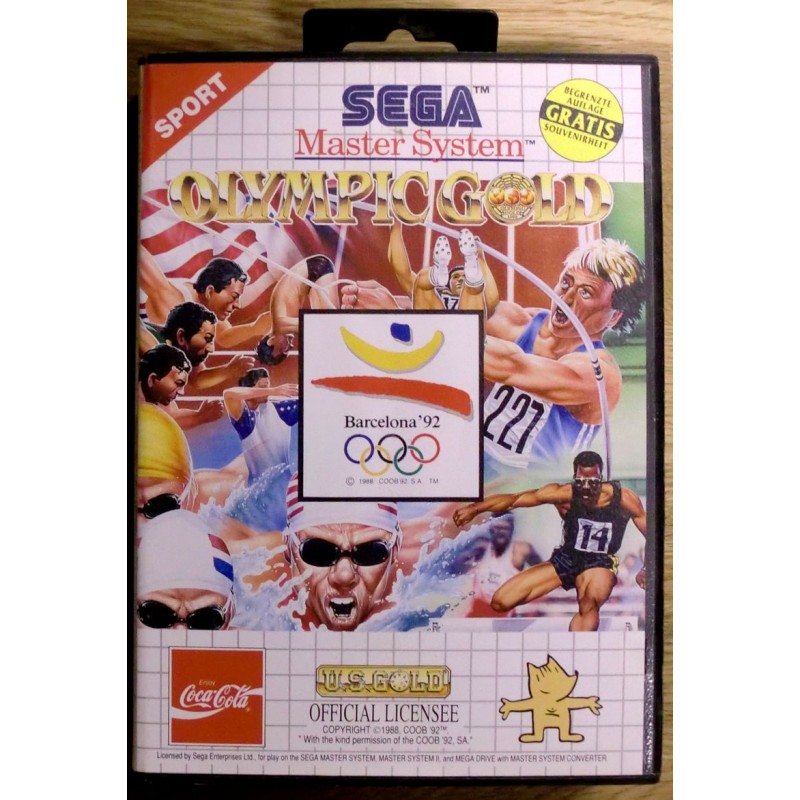 SPORT
SEGA™
Master System™
BEGRENZTE
AUFLAGE
GRATIS
SOUVENIRHEFT
OLYMPIC GOLD
17
227
Barcelona '92
© 1988 COOB 92, S.A. TM
14
Enjoy
Coca-Cola
U.S. GOLD
OFFICIAL LICENSEE
COPYRIGHT ©1988, COOB '92™.
" With the kind permission of the COOB '92, SA."
Licensed by Sega Enterprises Ltd., for play on the SEGA MASTER SYSTEM, MASTER SYSTEM II, and MEGA DRIVE with MASTER SYSTEM CONVERTER.